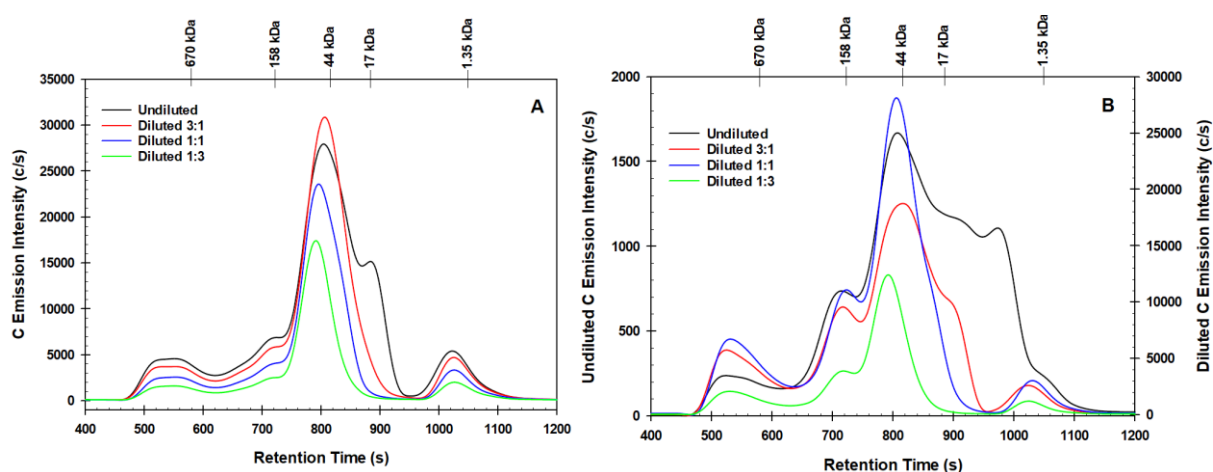 670 kDa
158 kDa
44 kDa
17 kDa
1.35 kDa
A
Undiluted
Diluted 3:1
Diluted 1:1
Diluted 1:3
C Emission Intensity (c/s)
35000
30000
25000
20000
15000
10000
5000
0
400 500 600 700 800 900 1000 1100 1200
Retention Time (s)
670 kDa
158 kDa
44 kDa
17 kDa
1.35 kDa
B
Undiluted
Diluted 3:1
Diluted 1:1
Diluted 1:3
Undiluted C Emission Intensity (c/s)
2000
1500
1000
500
0
Diluted C Emission Intensity (c/s)
30000
25000
20000
15000
10000
5000
0
400 500 600 700 800 900 1000 1100 1200
Retention Time (s)